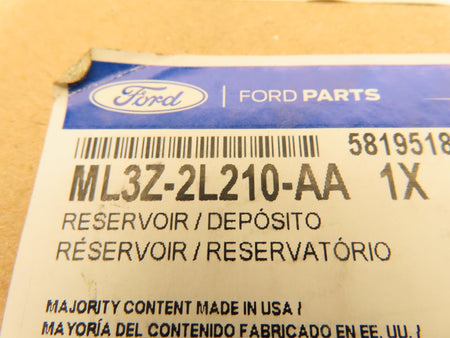 Ford | FORD PARTS
5819518
ML3Z-2L210-AA 1X
RESERVOIR / DEPÓSITO
RÉSERVOIR / RESERVATÓRIO
MAJORITY CONTENT MADE IN USA /
MAYORÍA DEL CONTENIDO FABRICADO EN EE. UU. /